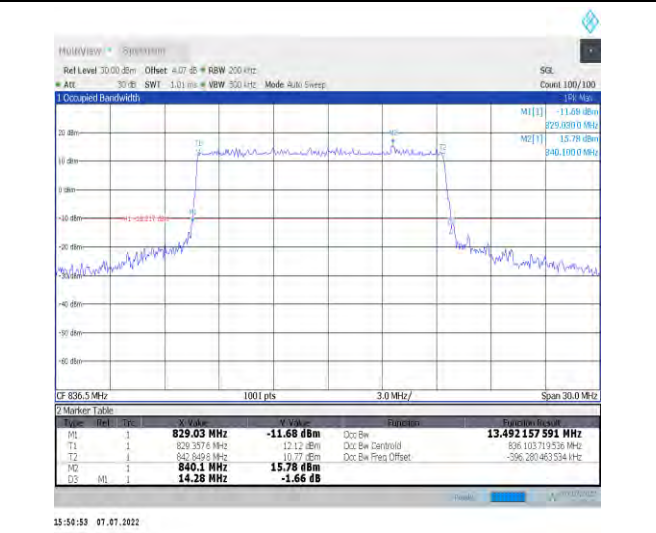 MultiView Spectrum
Ref Level 30.00 dBm Offset 4.07 dB RBW 200 kHz SGL
Att 30 dB SWT 1.01 ms VBW 300 kHz Mode Auto Sweep Count 100/100
1 Occupied Bandwidth 1Pk Max
M1[1] -11.68 dBm
829.0300 MHz
20 dBm M2[1] 15.78 dBm
840.1000 MHz
T1 M2 T2
10 dBm
0 dBm
-10 dBm
-20 dBm
-30 dBm
-40 dBm
-50 dBm
-60 dBm
CF 836.5 MHz 1001 pts 3.0 MHz/ Span 30.0 MHz
2 Marker Table
Type Ref Trc X-Value Y-Value Function Function Result
M1 1 829.03 MHz -11.68 dBm Occ Bw 13.492 157 591 MHz
T1 1 829.3576 MHz 12.12 dBm Occ Bw Centroid 836.103 719 536 MHz
T2 1 842.8498 MHz 10.77 dBm Occ Bw Freq Offset -396.280 463 534 kHz
M2 1 840.1 MHz 15.78 dBm
D3 M1 1 14.28 MHz -1.66 dB
15:50:53 07.07.2022